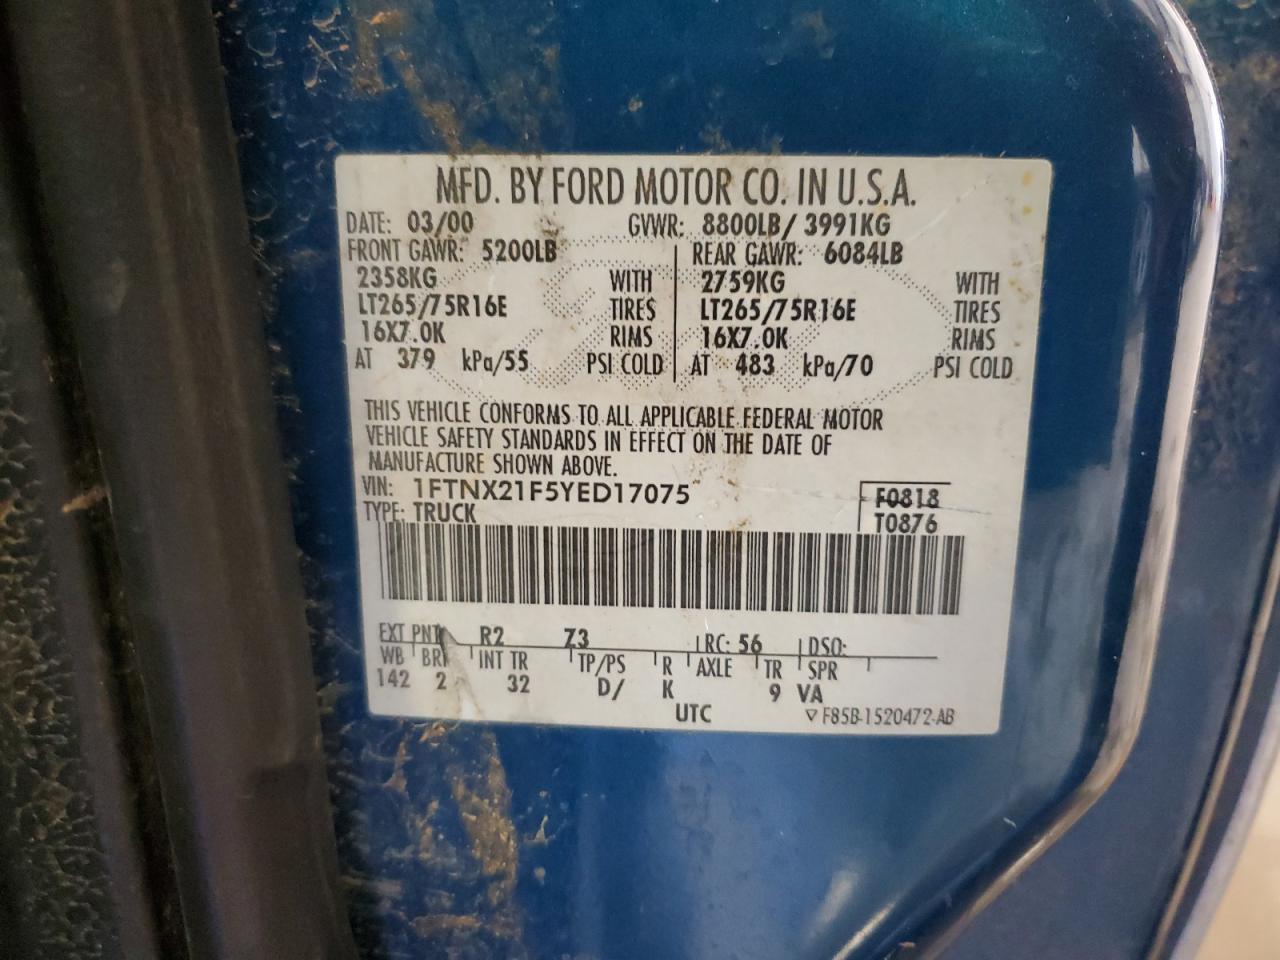 MFD. BY FORD MOTOR CO. IN U.S.A.
DATE: 03/00 GVWR: 8800LB/ 3991KG
FRONT GAWR: 5200LB REAR GAWR: 6084LB
2358KG WITH 2759KG WITH
LT265/75R16E TIRES LT265/75R16E TIRES
16X7.0K RIMS 16X7.0K RIMS
AT 379 kPa/55 PSI COLD AT 483 kPa/70 PSI COLD
THIS VEHICLE CONFORMS TO ALL APPLICABLE FEDERAL MOTOR
VEHICLE SAFETY STANDARDS IN EFFECT ON THE DATE OF
MANUFACTURE SHOWN ABOVE.
VIN: 1FTNX21F5YED17075 F0818
TYPE: TRUCK T0876
EXT PNT R2 Z3 RC: 56 DSO:
WB BRK INT TR TP/PS R AXLE TR SPR
142 2 32 D/ K 9 VA
UTC ▽ F85B-1520472-AB